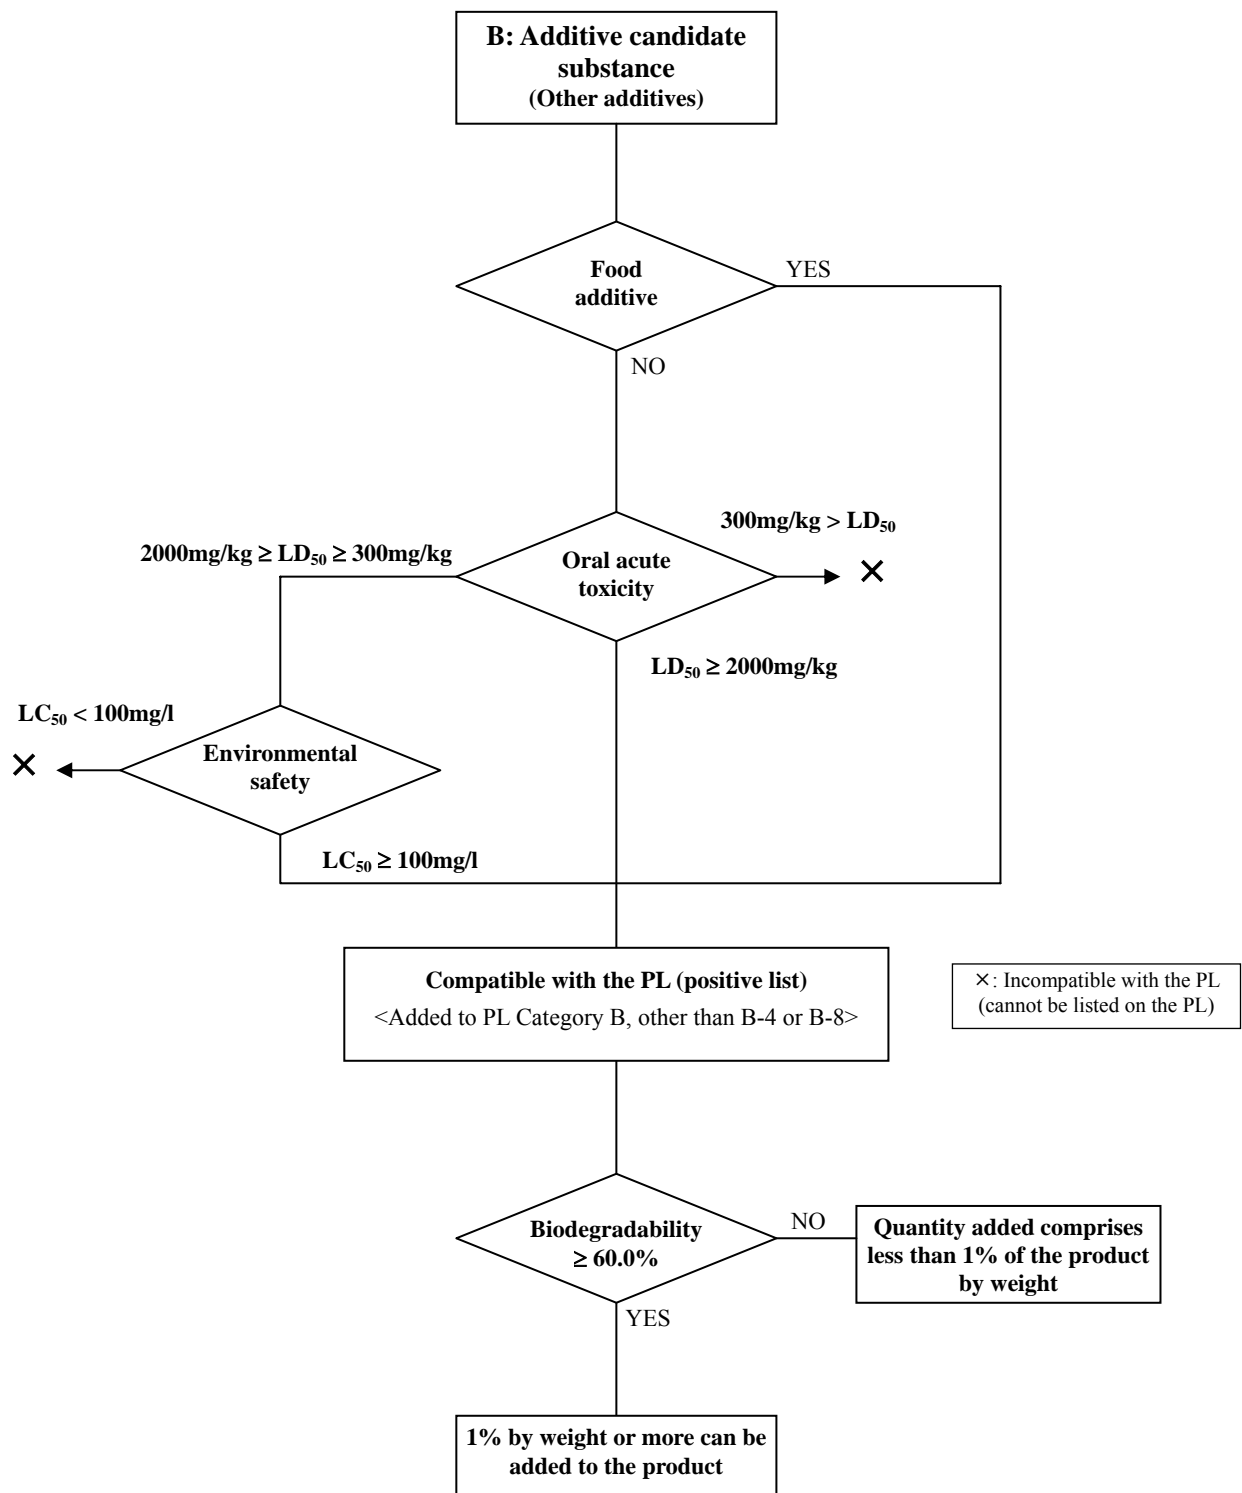 B: Additive candidate
substance
(Other additives)
Food
additive
YES
NO
300mg/kg > LD₅₀
2000mg/kg ≥ LD₅₀ ≥ 300mg/kg
Oral acute
toxicity
×
LD₅₀ ≥ 2000mg/kg
LC₅₀ < 100mg/l
×
Environmental
safety
LC₅₀ ≥ 100mg/l
Compatible with the PL (positive list)
<Added to PL Category B, other than B-4 or B-8>
×: Incompatible with the PL
(cannot be listed on the PL)
Biodegradability
≥ 60.0%
NO
Quantity added comprises
less than 1% of the product
by weight
YES
1% by weight or more can be
added to the product